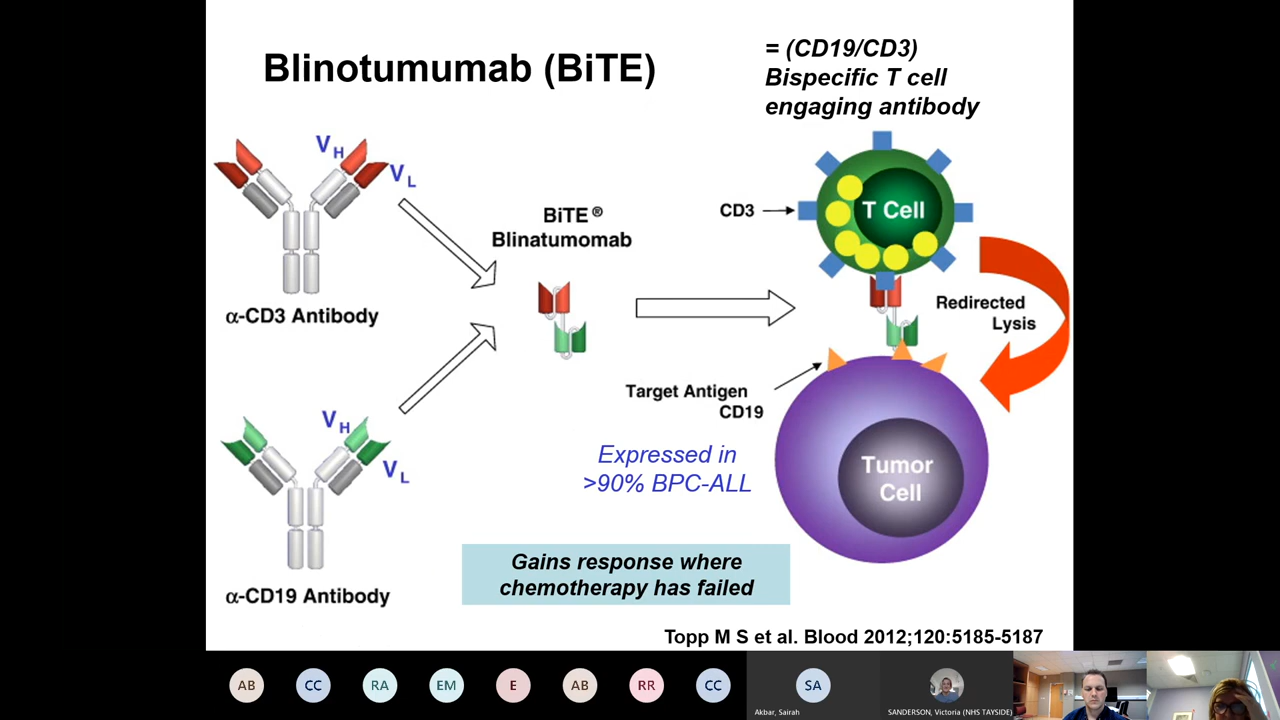 Blinotumumab (BiTE)
= (CD19/CD3)
Bispecific T cell
engaging antibody
VH
VL
α-CD3 Antibody
BiTE®
Blinatumomab
CD3
T Cell
Redirected
Lysis
Target Antigen
CD19
Expressed in
>90% BPC-ALL
Tumor
Cell
VH
VL
α-CD19 Antibody
Gains response where
chemotherapy has failed
Topp M S et al. Blood 2012;120:5185-5187
AB
CC
RA
EM
E
AB
RR
CC
SA
Akbar, Sairah
SANDERSON, Victoria (NHS TAYSIDE)